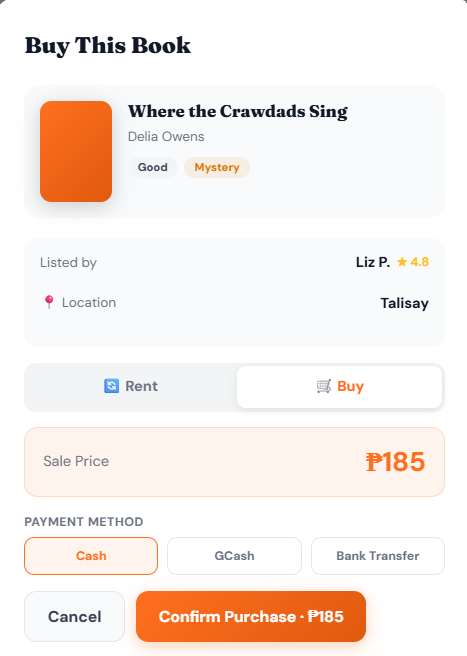 Buy This Book
Where the Crawdads Sing
Delia Owens
Good Mystery
Listed by Liz P. ★ 4.8
📍 Location Talisay
🔄 Rent 🛒 Buy
Sale Price ₱185
PAYMENT METHOD
Cash GCash Bank Transfer
Cancel Confirm Purchase · ₱185